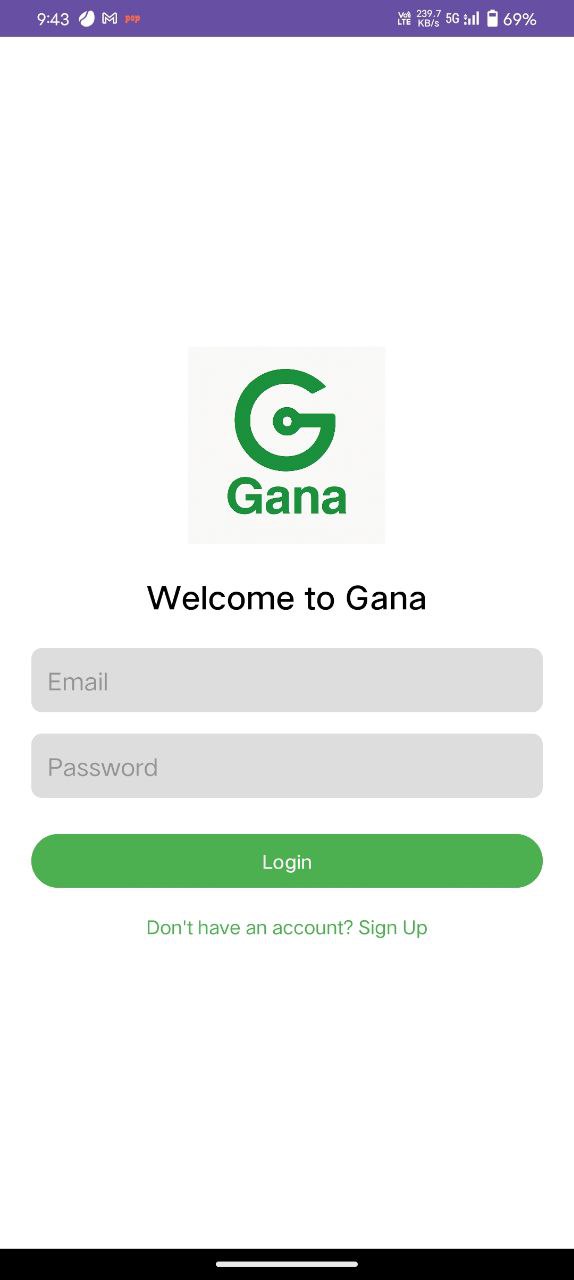 9:43 pop Vo) LTE 239.7 KB/s 5G 69%
Gana
Welcome to Gana
Email
Password
Login
Don't have an account? Sign Up